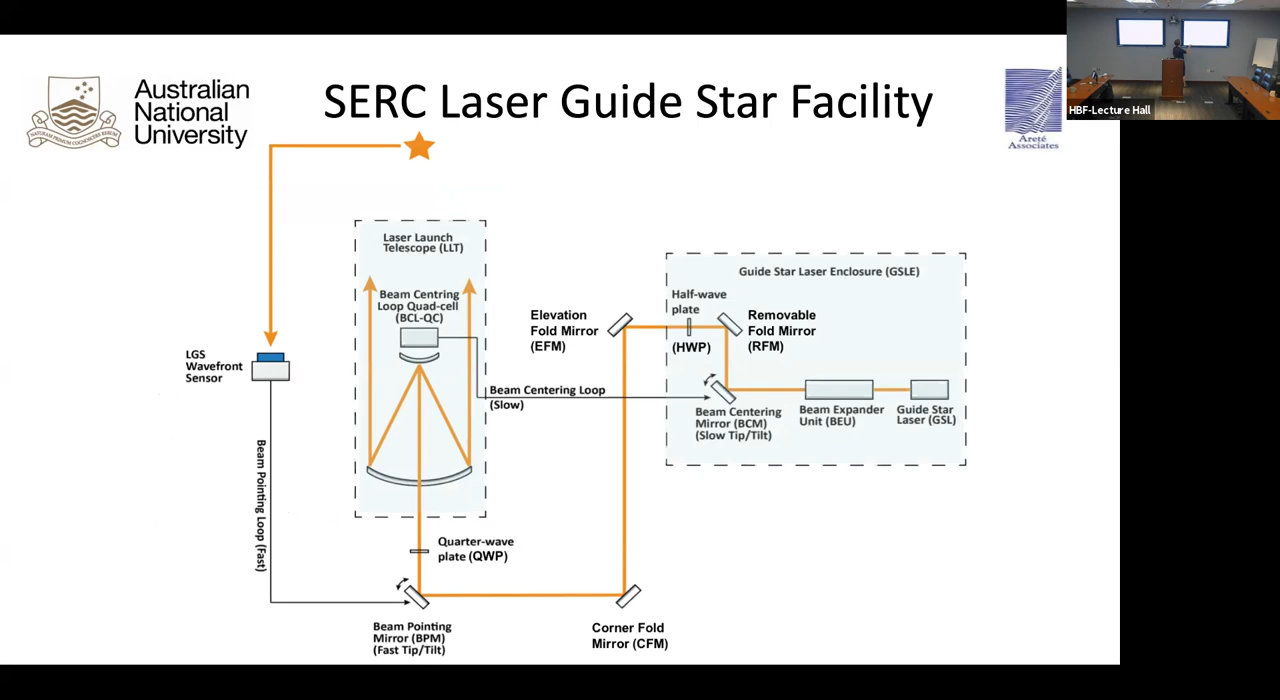 Australian
National
University
SERC Laser Guide Star Facility
Areté
Associates
HBF-Lecture Hall
Laser Launch
Telescope (LLT)
Beam Centring
Loop Quad-cell
(BCL-QC)
LGS
Wavefront
Sensor
Beam Pointing Loop (Fast)
Beam Centering Loop
(Slow)
Elevation
Fold Mirror
(EFM)
Guide Star Laser Enclosure (GSLE)
Half-wave
plate
(HWP)
Removable
Fold Mirror
(RFM)
Beam Centering
Mirror (BCM)
(Slow Tip/Tilt)
Beam Expander
Unit (BEU)
Guide Star
Laser (GSL)
Quarter-wave
plate (QWP)
Beam Pointing
Mirror (BPM)
(Fast Tip/Tilt)
Corner Fold
Mirror (CFM)